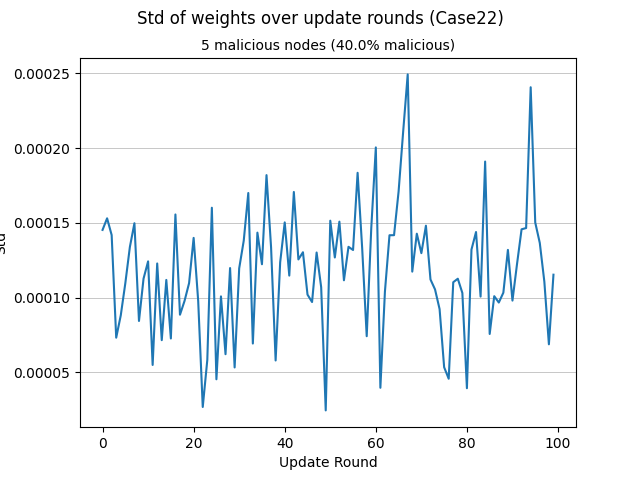 Std of weights over update rounds (Case22)
5 malicious nodes (40.0% malicious)
0.00025
0.00020
0.00015
0.00010
0.00005
Std
0
20
40
60
80
100
Update Round